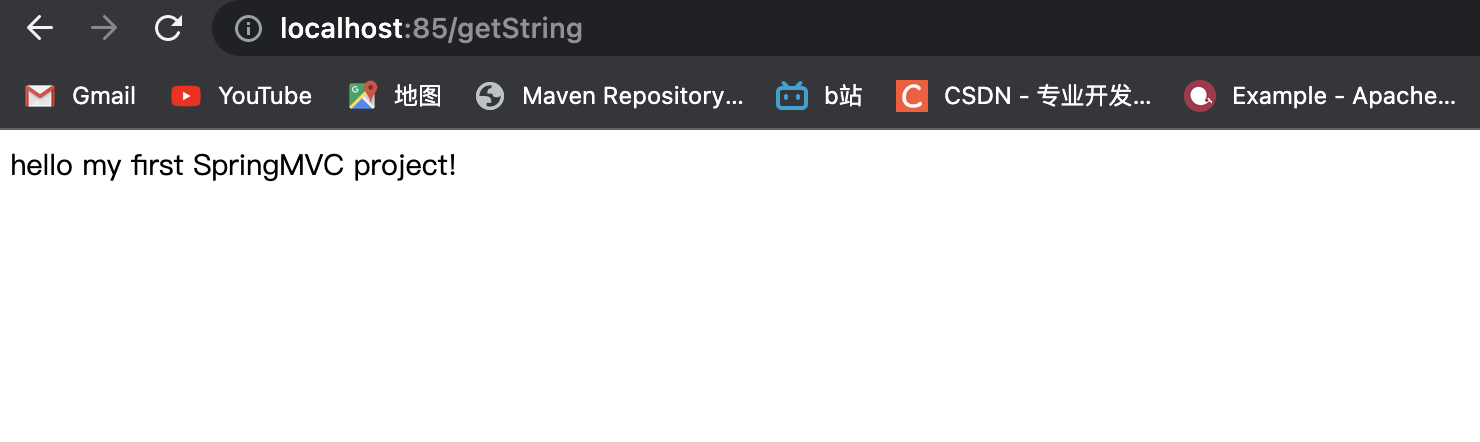 localhost:85/getString
Gmail YouTube 地图 Maven Repository... b站 CSDN - 专业开发... Example - Apache...
hello my first SpringMVC project!